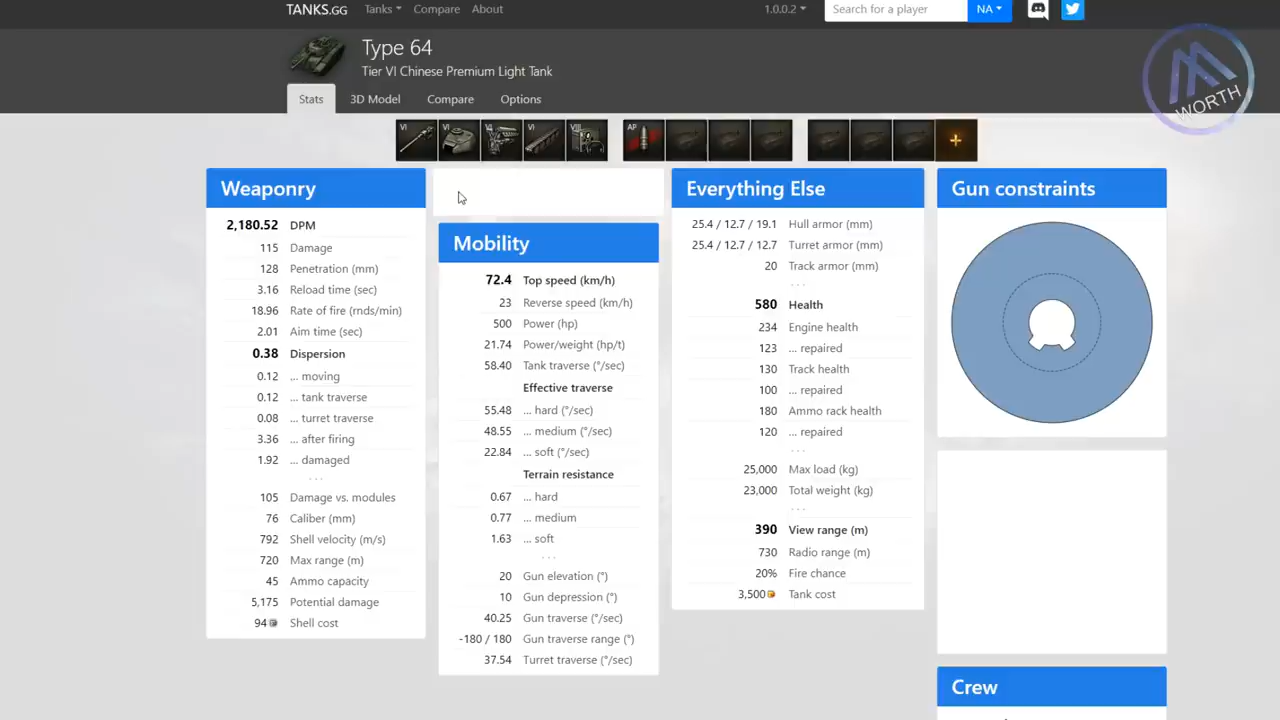 TANKS.GG Tanks Compare About 1.0.0.2 Search for a player NA
Type 64
Tier VI Chinese Premium Light Tank
WORTH
Stats 3D Model Compare Options
VI VI VI VI VIII AP
Weaponry
2,180.52 DPM
115 Damage
128 Penetration (mm)
3.16 Reload time (sec)
18.96 Rate of fire (rnds/min)
2.01 Aim time (sec)
0.38 Dispersion
0.12 ... moving
0.12 ... tank traverse
0.08 ... turret traverse
3.36 ... after firing
1.92 ... damaged
...
105 Damage vs. modules
76 Caliber (mm)
792 Shell velocity (m/s)
720 Max range (m)
45 Ammo capacity
5,175 Potential damage
94 Shell cost
Mobility
72.4 Top speed (km/h)
23 Reverse speed (km/h)
500 Power (hp)
21.74 Power/weight (hp/t)
58.40 Tank traverse (°/sec)
Effective traverse
55.48 ... hard (°/sec)
48.55 ... medium (°/sec)
22.84 ... soft (°/sec)
Terrain resistance
0.67 ... hard
0.77 ... medium
1.63 ... soft
...
20 Gun elevation (°)
10 Gun depression (°)
40.25 Gun traverse (°/sec)
-180 / 180 Gun traverse range (°)
37.54 Turret traverse (°/sec)
Everything Else
25.4 / 12.7 / 19.1 Hull armor (mm)
25.4 / 12.7 / 12.7 Turret armor (mm)
20 Track armor (mm)
...
580 Health
234 Engine health
123 ... repaired
130 Track health
100 ... repaired
180 Ammo rack health
120 ... repaired
...
25,000 Max load (kg)
23,000 Total weight (kg)
...
390 View range (m)
730 Radio range (m)
20% Fire chance
3,500 Tank cost
Gun constraints
Crew